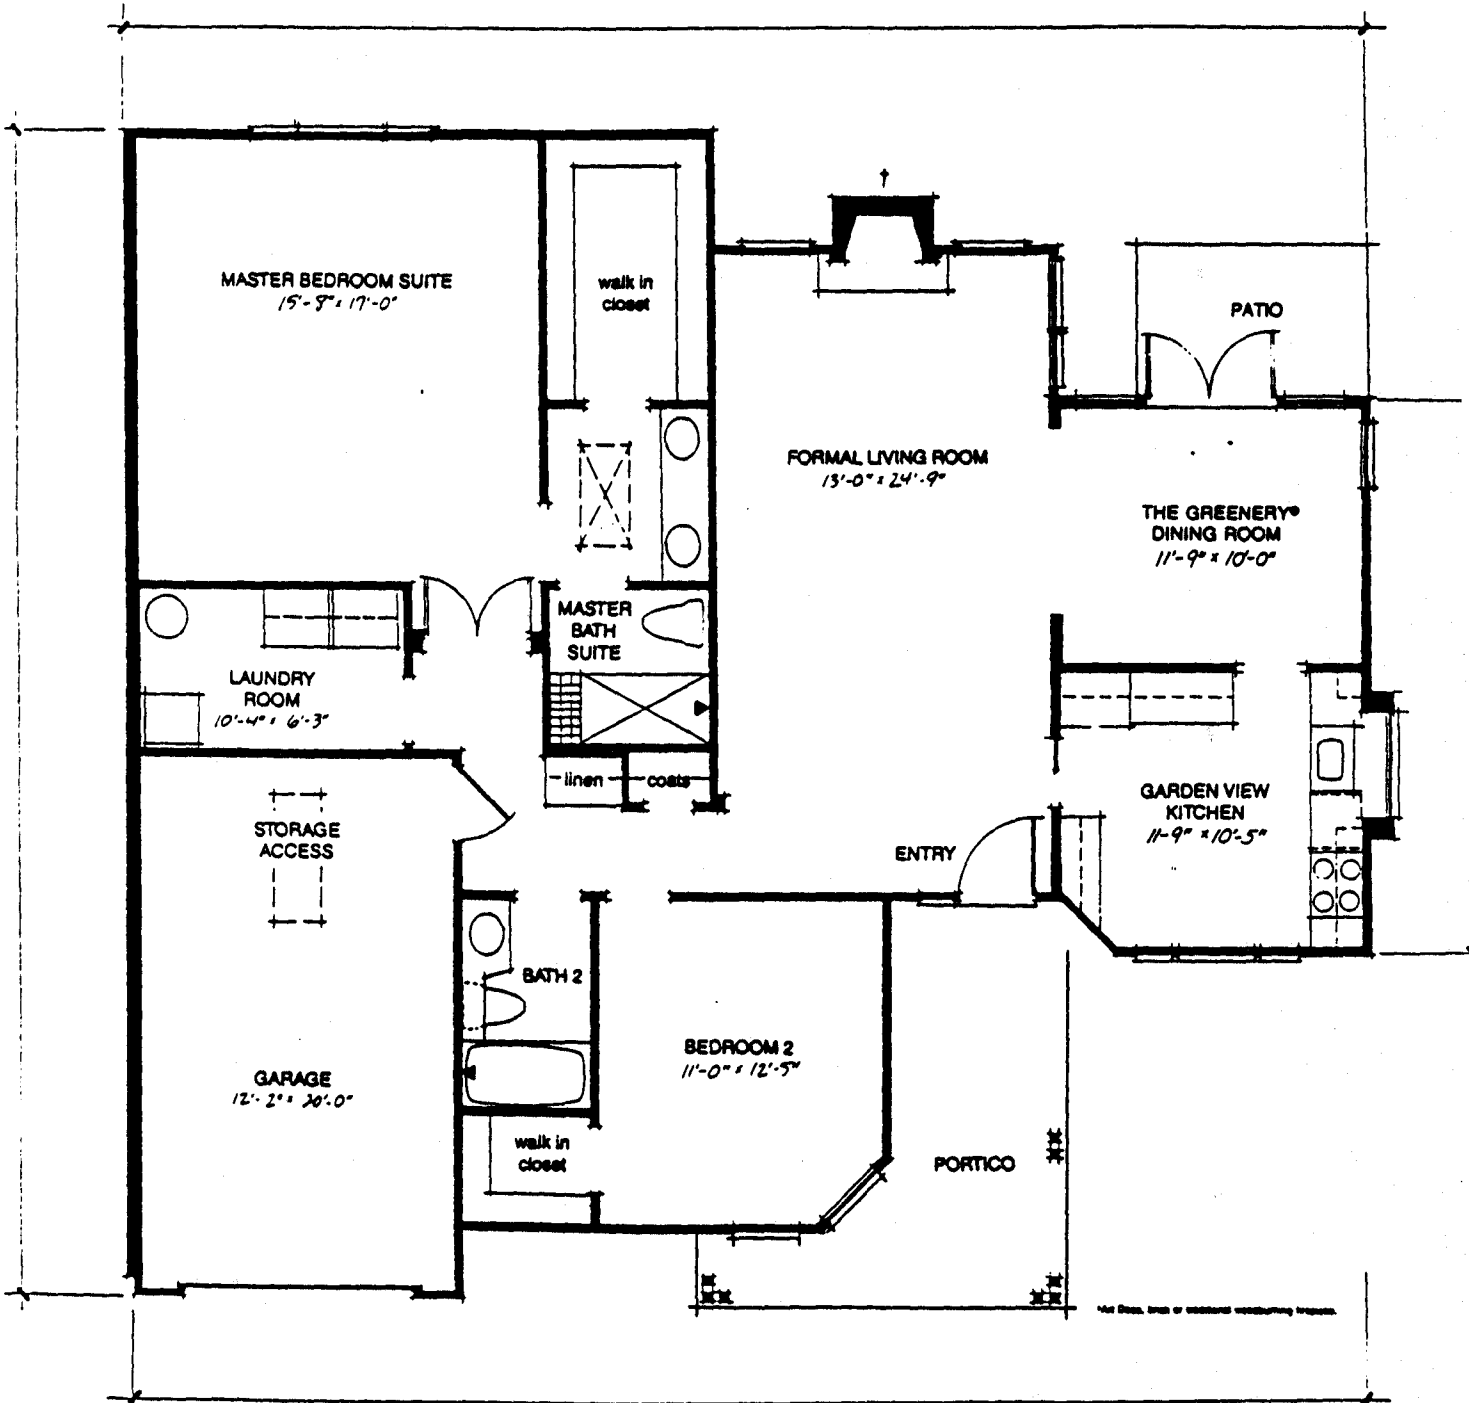 †
MASTER BEDROOM SUITE
15'-8" x 17'-0"
walk in
closet
PATIO
FORMAL LIVING ROOM
13'-0" x 24'-9"
THE GREENERY®
DINING ROOM
11'-9" x 10'-0"
MASTER
BATH
SUITE
LAUNDRY
ROOM
10'-4" x 6'-3"
linen
coats
GARDEN VIEW
KITCHEN
11-9" x 10'-5"
STORAGE
ACCESS
ENTRY
BATH 2
BEDROOM 2
11'-0" x 12'-5"
GARAGE
12'-2" x 20'-0"
walk in
closet
PORTICO
or woodburning